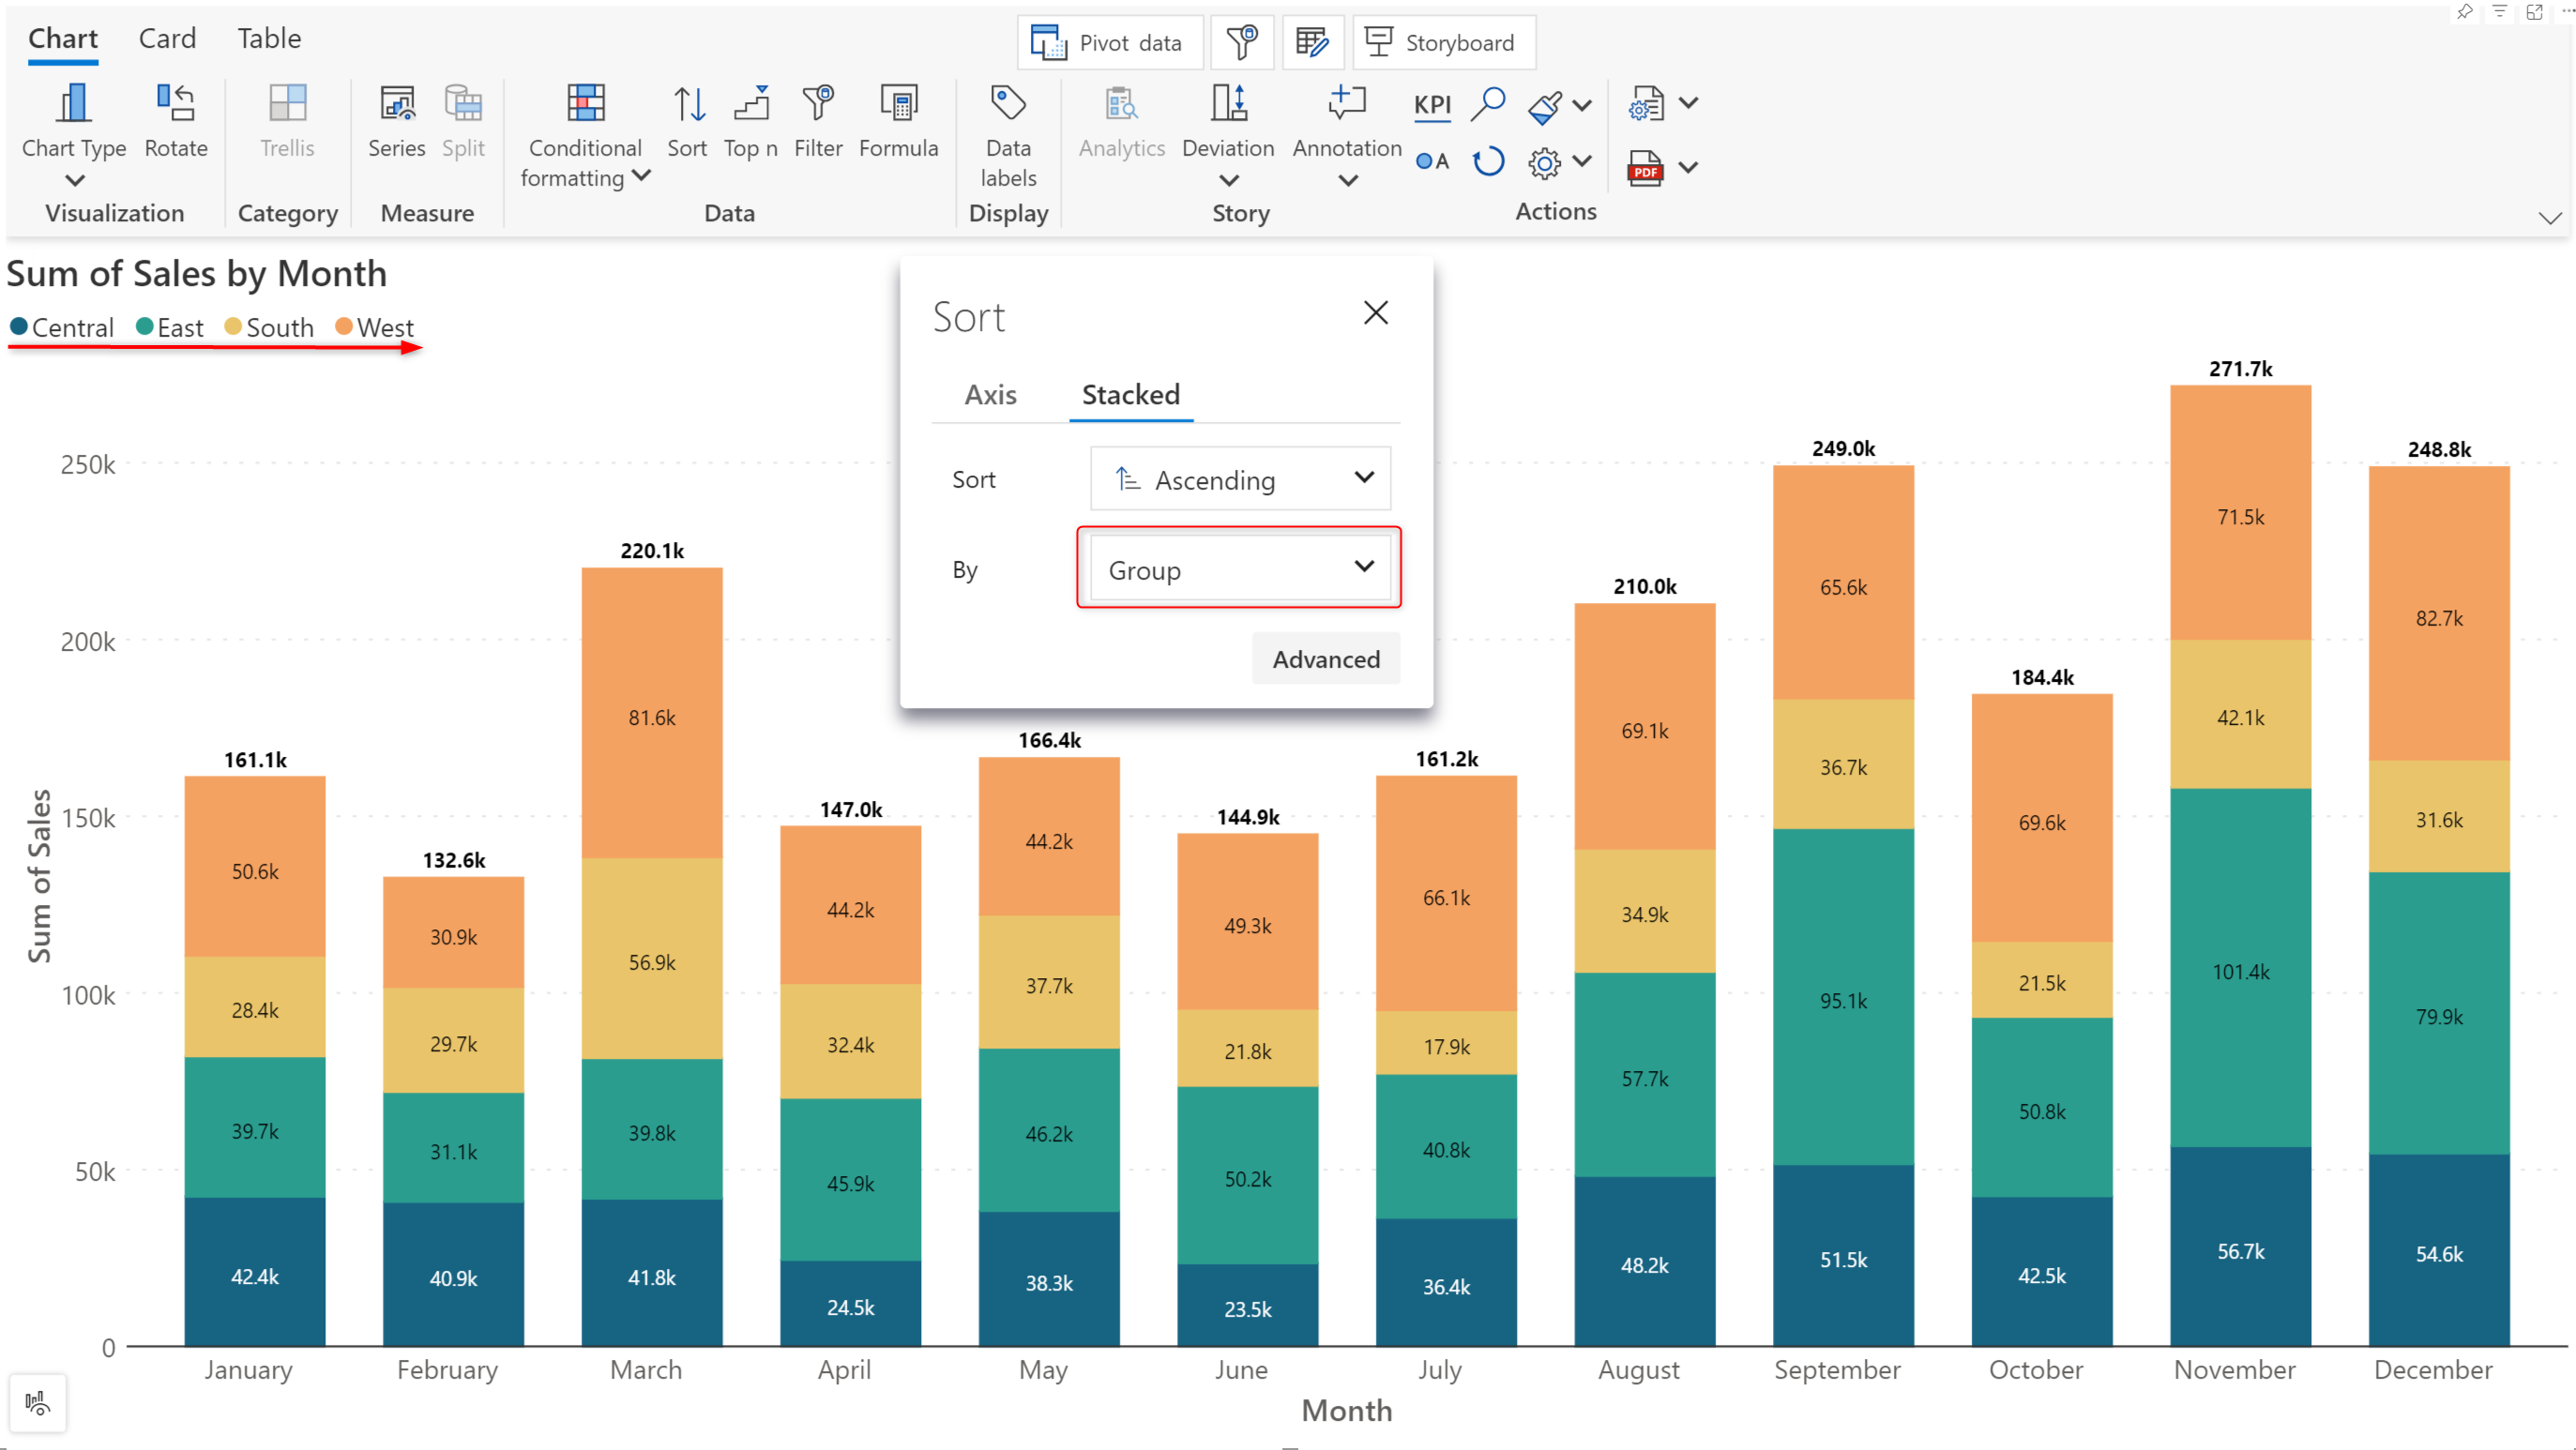 Chart Card Table
Pivot data
Storyboard
Chart Type
Rotate
Trellis
Series
Split
Conditional formatting
Sort
Top n
Filter
Formula
Data labels
Analytics
Deviation
Annotation
KPI
A
PDF
Visualization
Category
Measure
Data
Display
Story
Actions
Sum of Sales by Month
Central East South West
Sort
Axis Stacked
Sort Ascending
By Group
Advanced
Sum of Sales
250k
200k
150k
100k
50k
0
161.1k
50.6k
28.4k
39.7k
42.4k
132.6k
30.9k
29.7k
31.1k
40.9k
220.1k
81.6k
56.9k
39.8k
41.8k
147.0k
44.2k
32.4k
45.9k
24.5k
166.4k
44.2k
37.7k
46.2k
38.3k
144.9k
49.3k
21.8k
50.2k
23.5k
161.2k
66.1k
17.9k
40.8k
36.4k
210.0k
69.1k
34.9k
57.7k
48.2k
249.0k
65.6k
36.7k
95.1k
51.5k
184.4k
69.6k
21.5k
50.8k
42.5k
271.7k
71.5k
42.1k
101.4k
56.7k
248.8k
82.7k
31.6k
79.9k
54.6k
January February March April May June July August September October November December
Month